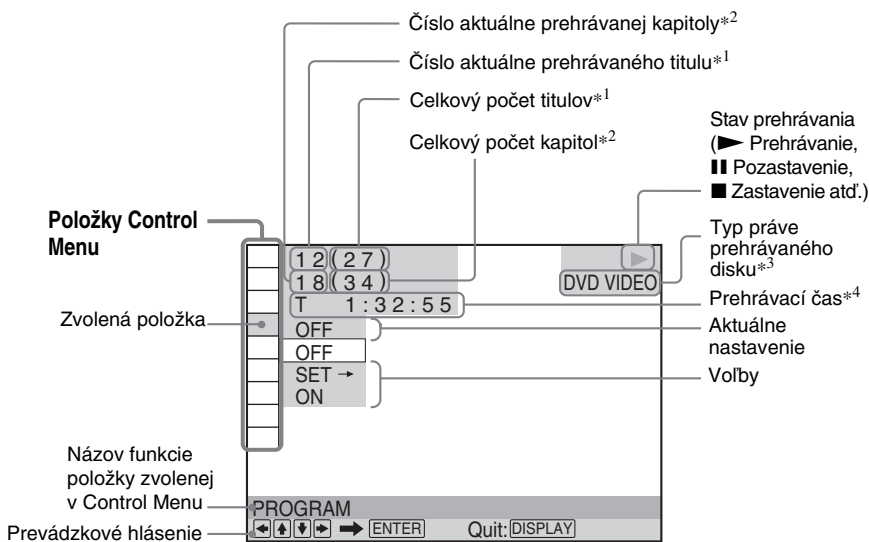 Číslo aktuálne prehrávanej kapitoly*2
Číslo aktuálne prehrávaného titulu*1
Celkový počet titulov*1
Celkový počet kapitol*2
Stav prehrávania
(► Prehrávanie,
❚❚ Pozastavenie,
■ Zastavenie atď.)
Položky Control
Menu
Typ práve
prehrávaného
disku*3
Prehrávací čas*4
Aktuálne
nastavenie
Voľby
Zvolená položka
Názov funkcie
položky zvolenej
v Control Menu
Prevádzkové hlásenie
12(27)
18(34)
T 1:32:55
OFF
OFF
SET →
ON
►
DVD VIDEO
PROGRAM
←↑↓→ ➡ ENTER Quit: DISPLAY